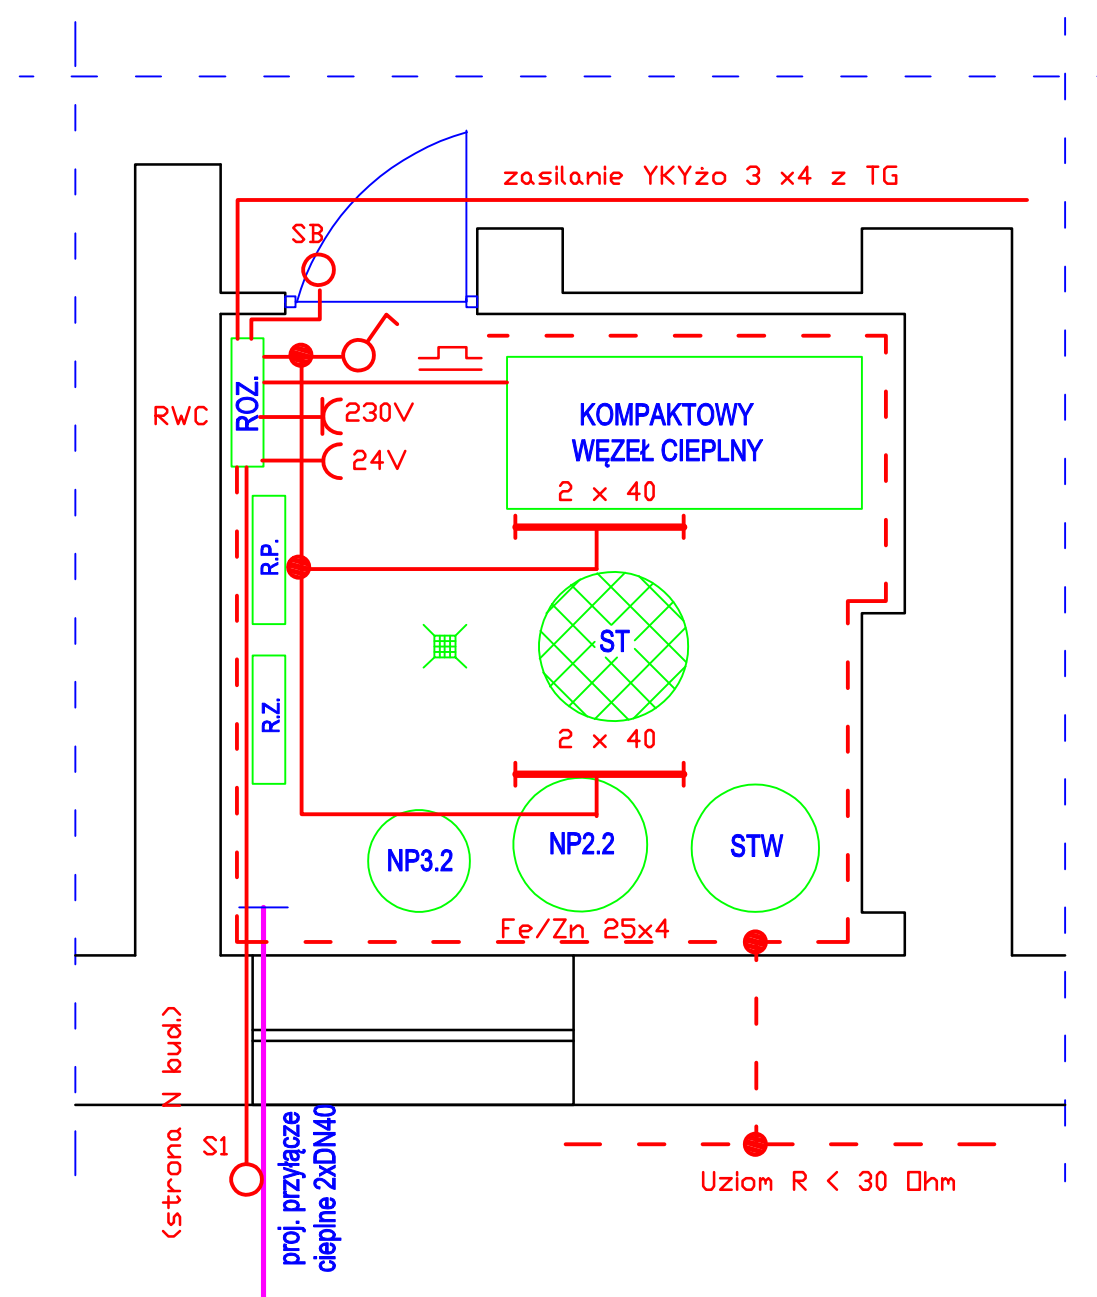 zasilanie YKYżo 3 x4 z TG
SB
ROZ.
RWC
230V
24V
KOMPAKTOWY
WĘZEŁ CIEPLNY
2 x 40
R.P.
ST
R.Z.
2 x 40
NP3.2
NP2.2
STW
Fe/Zn 25x4
(strona N bud.)
S1
proj. przyłącze
cieplne 2xDN40
Uziom R < 30 Ohm